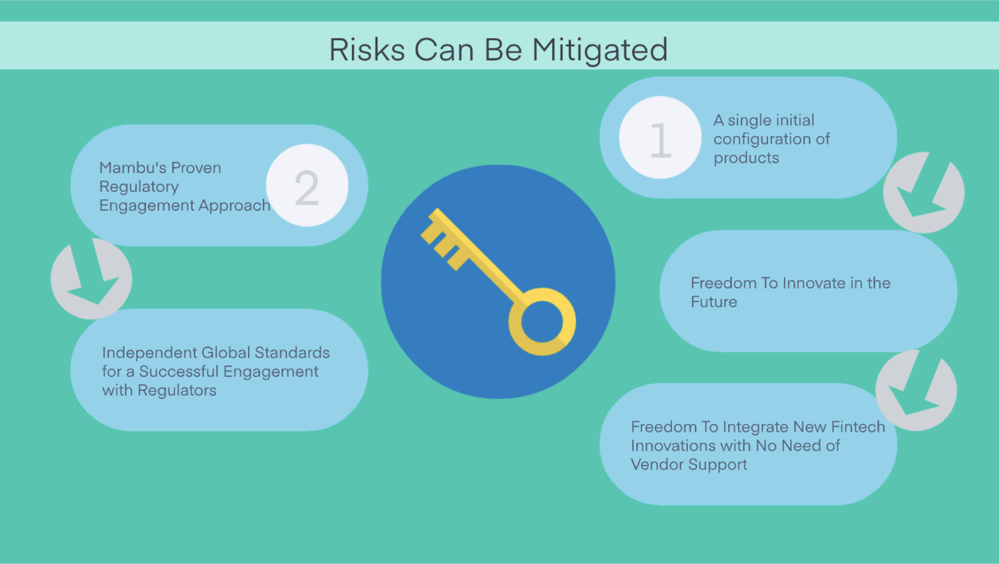 Risks Can Be Mitigated
1
A single initial
configuration of
products
Freedom To Innovate in the
Future
Freedom To Integrate New Fintech
Innovations with No Need of
Vendor Support
2
Mambu's Proven
Regulatory
Engagement Approach
Independent Global Standards
for a Successful Engagement
with Regulators